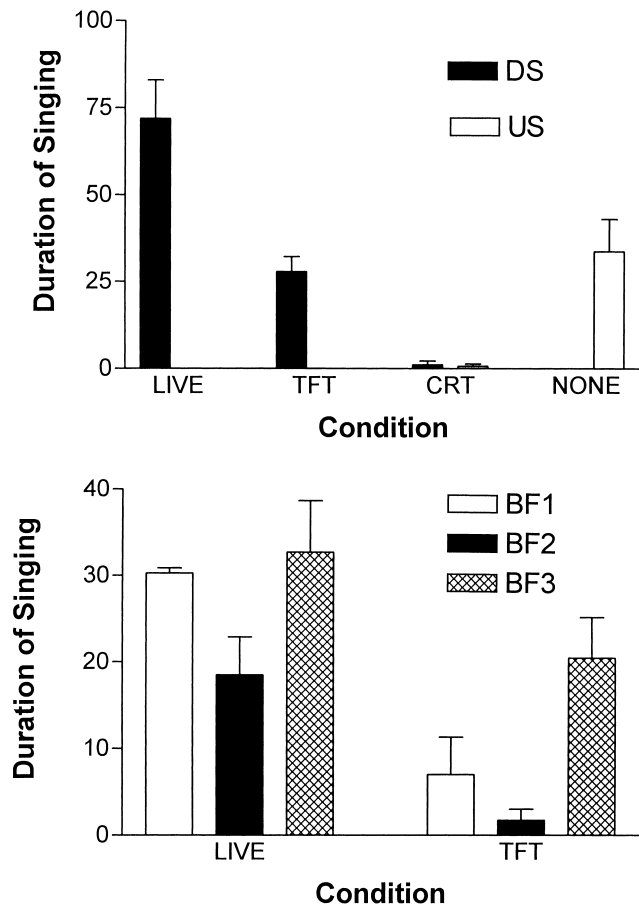 100
75
50
25
0
Duration of Singing
DS
US
LIVE TFT CRT NONE
Condition
40
30
20
10
0
Duration of Singing
BF1
BF2
BF3
LIVE TFT
Condition